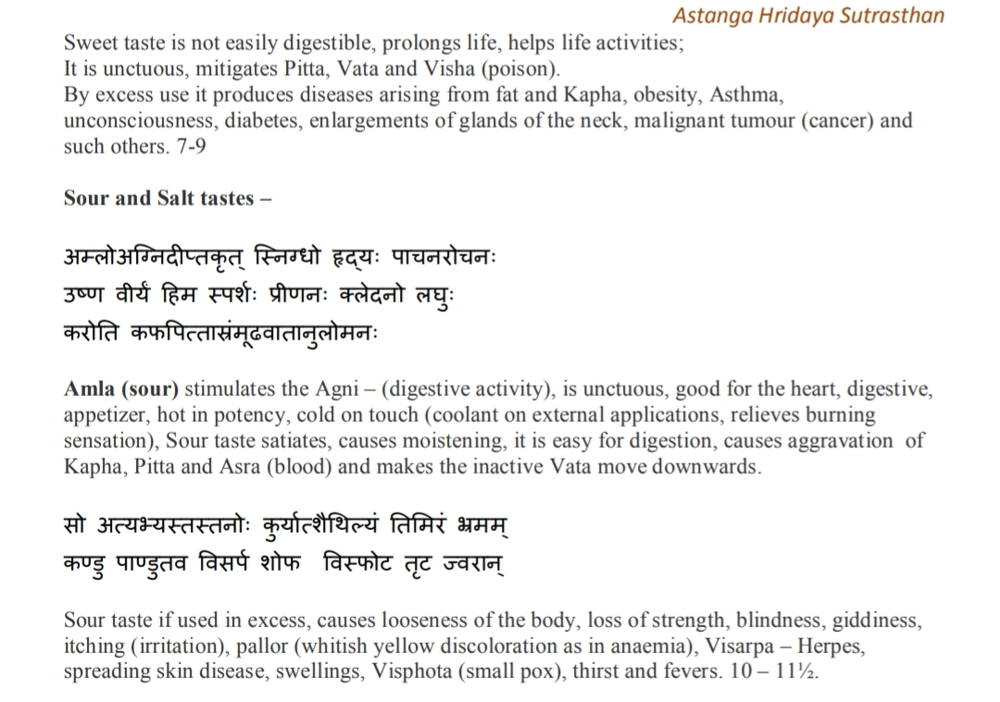 Astanga Hridaya Sutrasthan
Sweet taste is not easily digestible, prolongs life, helps life activities;
It is unctuous, mitigates Pitta, Vata and Visha (poison).
By excess use it produces diseases arising from fat and Kapha, obesity, Asthma,
unconsciousness, diabetes, enlargements of glands of the neck, malignant tumour (cancer) and
such others. 7-9
Sour and Salt tastes –
अम्लोअग्निदीप्तकृत् स्निग्धो हृद्यः पाचनरोचनः
उष्ण वीर्यं हिम स्पर्शः प्रीणनः क्लेदनो लघुः
करोति कफपित्तास्रंमूढवातानुलोमनः
Amla (sour) stimulates the Agni – (digestive activity), is unctuous, good for the heart, digestive,
appetizer, hot in potency, cold on touch (coolant on external applications, relieves burning
sensation), Sour taste satiates, causes moistening, it is easy for digestion, causes aggravation of
Kapha, Pitta and Asra (blood) and makes the inactive Vata move downwards.
सो अत्यभ्यस्तस्तनोः कुर्यात्शैथिल्यं तिमिरं भ्रमम्
कण्डु पाण्डुतव विसर्प शोफ विस्फोट तृट ज्वरान्
Sour taste if used in excess, causes looseness of the body, loss of strength, blindness, giddiness,
itching (irritation), pallor (whitish yellow discoloration as in anaemia), Visarpa – Herpes,
spreading skin disease, swellings, Visphota (small pox), thirst and fevers. 10 – 11½.